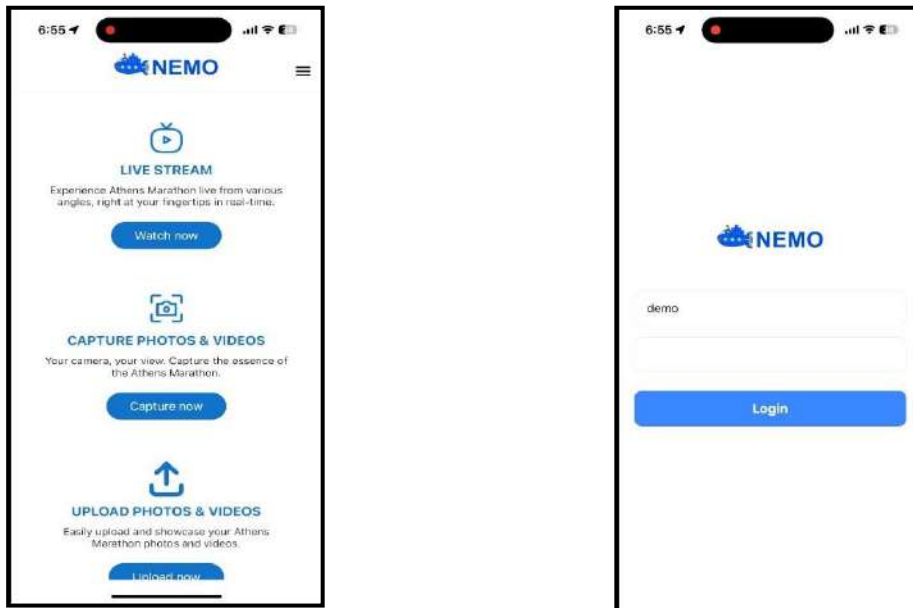 6:55
NEMO
LIVE STREAM
Experience Athens Marathon live from various
angles, right at your fingertips in real-time.
Watch now
CAPTURE PHOTOS & VIDEOS
Your camera, your view. Capture the essence of
the Athens Marathon.
Capture now
UPLOAD PHOTOS & VIDEOS
Easily upload and showcase your Athens
Marathon photos and videos.
Upload now
6:55
NEMO
demo
Login